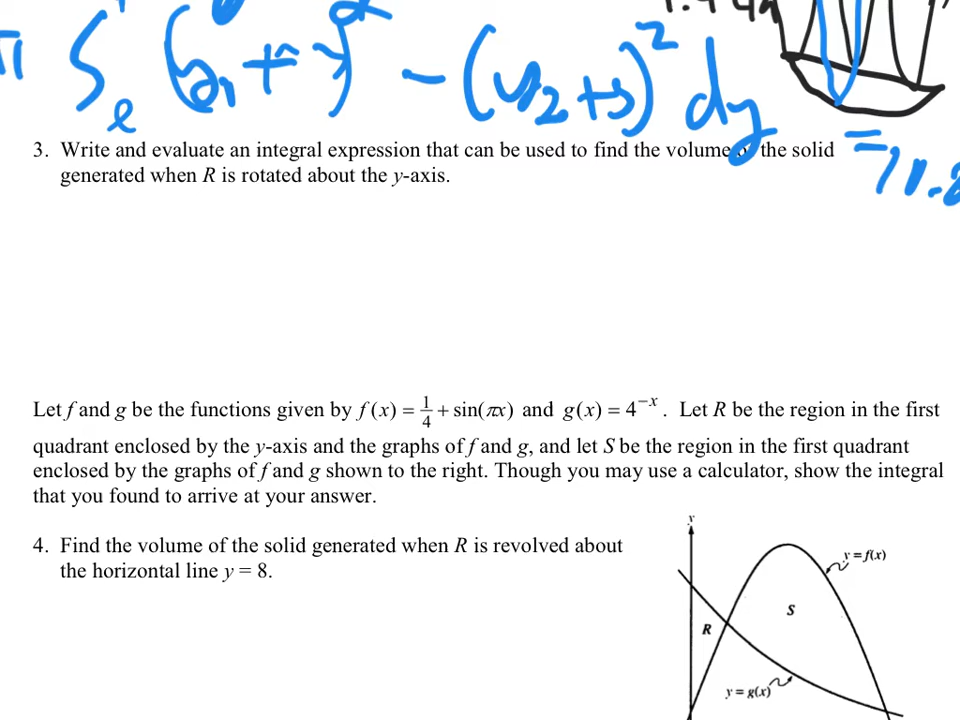 3. Write and evaluate an integral expression that can be used to find the volume of the solid
generated when R is rotated about the y-axis.
Let f and g be the functions given by f(x) = 1/4 + sin(πx) and g(x) = 4^{-x}. Let R be the region in the first
quadrant enclosed by the y-axis and the graphs of f and g, and let S be the region in the first quadrant
enclosed by the graphs of f and g shown to the right. Though you may use a calculator, show the integral
that you found to arrive at your answer.
4. Find the volume of the solid generated when R is revolved about
the horizontal line y = 8.
y
y = f(x)
S
R
y = g(x)